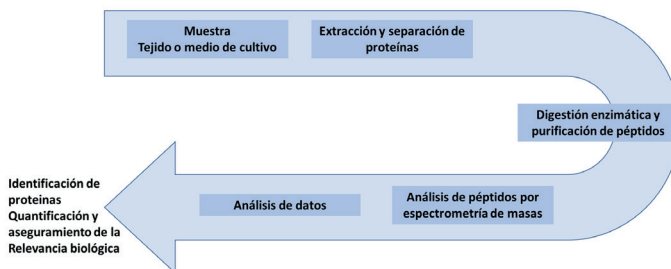 Muestra
Tejido o medio de cultivo
Extracción y separación de
proteínas
Digestión enzimática y
purificación de péptidos
Análisis de péptidos por
espectrometría de masas
Análisis de datos
Identificación de
proteinas
Quantificación y
aseguramiento de la
Relevancia biológica